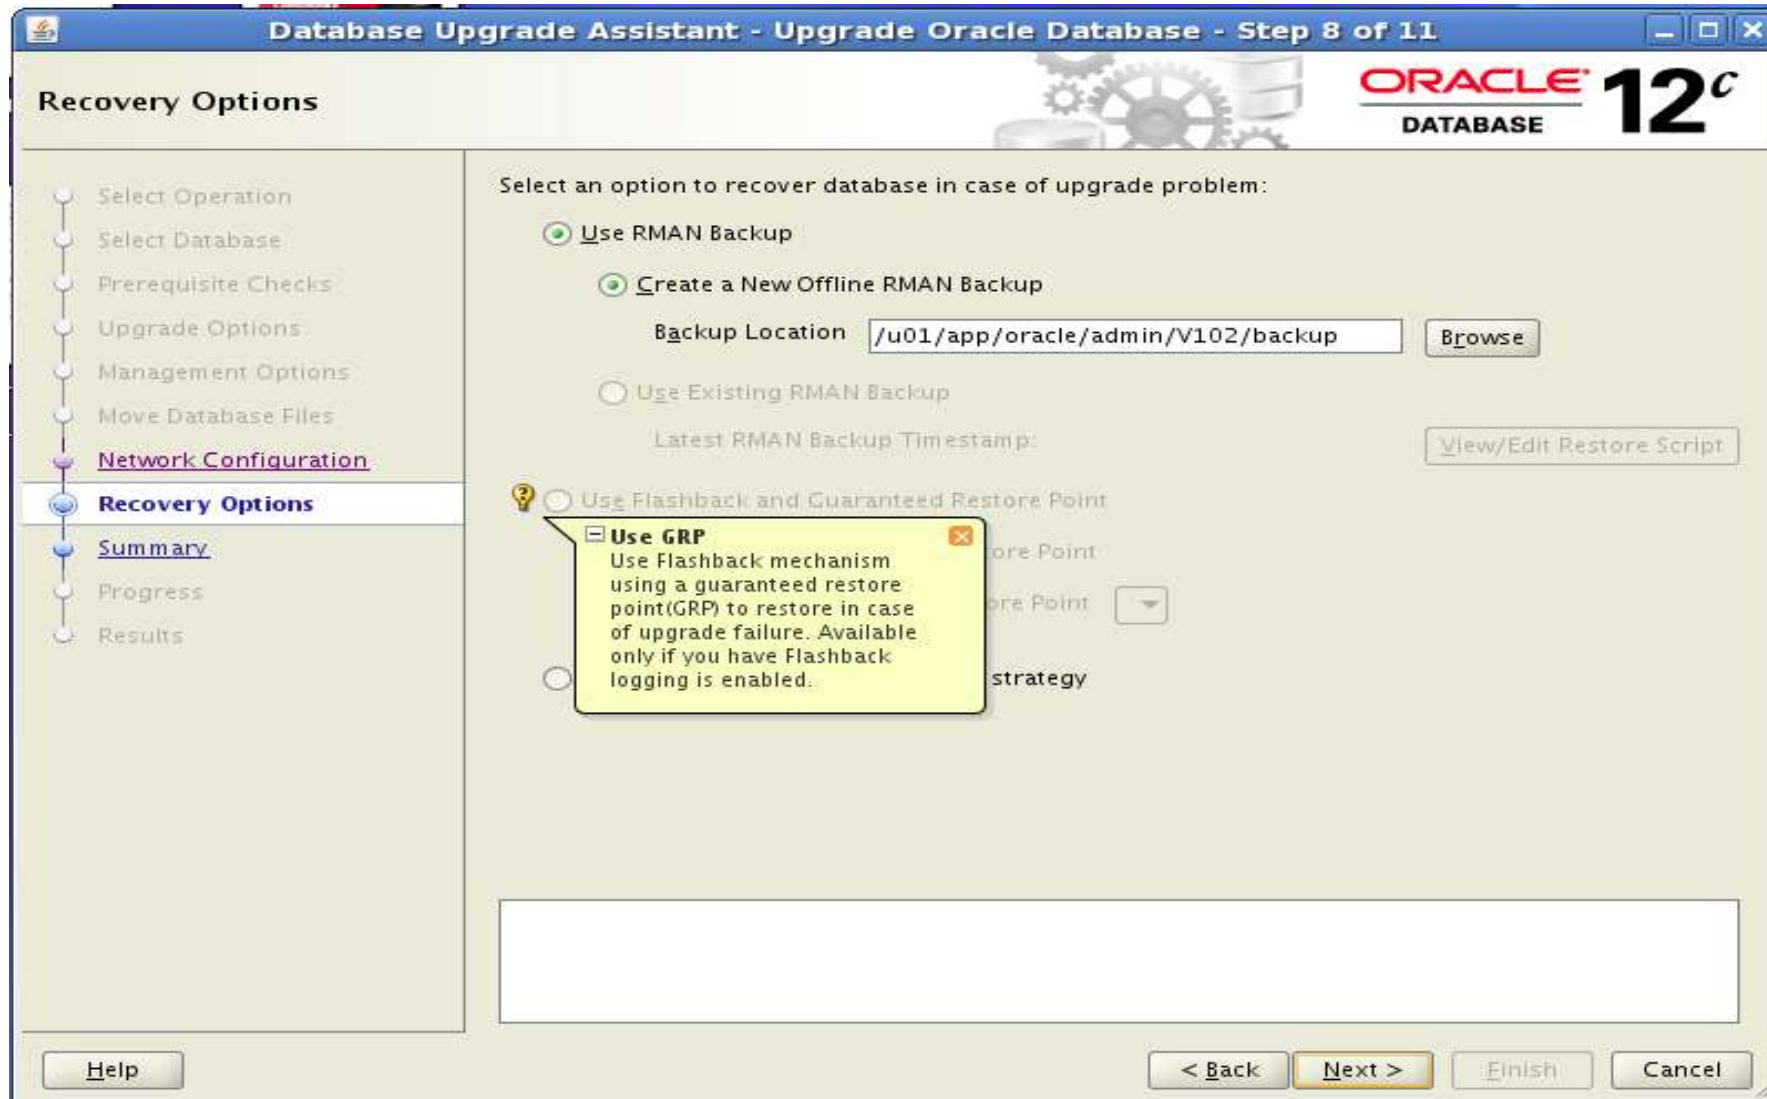 Database Upgrade Assistant - Upgrade Oracle Database - Step 8 of 11
Recovery Options
ORACLE
DATABASE
12c
Select Operation
Select Database
Prerequisite Checks
Upgrade Options
Management Options
Move Database Files
Network Configuration
Recovery Options
Summary
Progress
Results
Select an option to recover database in case of upgrade problem:
Use RMAN Backup
Create a New Offline RMAN Backup
Backup Location /u01/app/oracle/admin/V102/backup Browse
Use Existing RMAN Backup
Latest RMAN Backup Timestamp: View/Edit Restore Script
Use Flashback and Guaranteed Restore Point
Use GRP
Use Flashback mechanism
using a guaranteed restore
point(GRP) to restore in case
of upgrade failure. Available
only if you have Flashback
logging is enabled.
ore Point
ore Point
strategy
Help
< Back Next > Finish Cancel